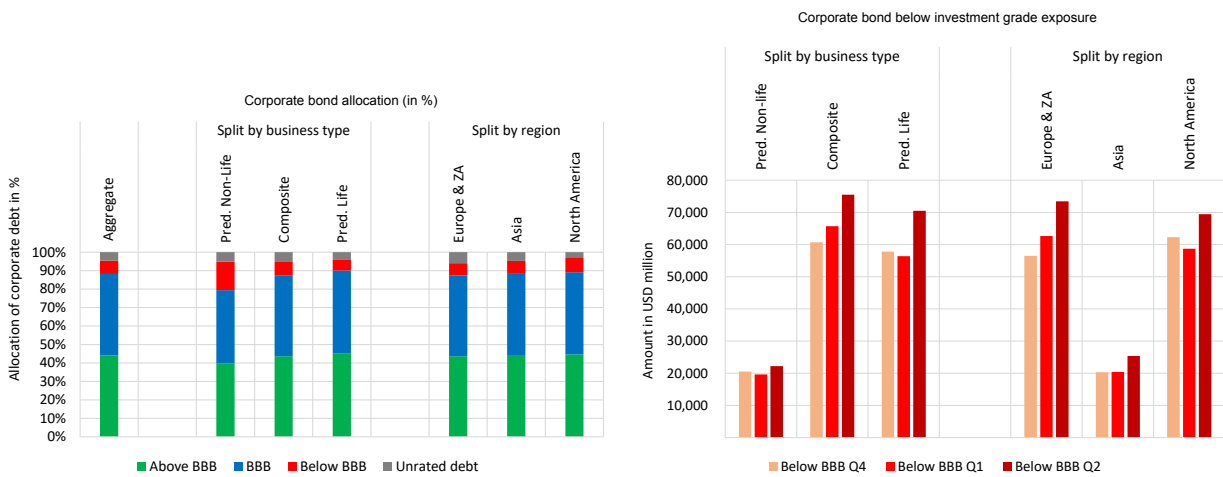 Corporate bond allocation (in %)
Split by business type
Split by region
Aggregate
Pred. Non-Life
Composite
Pred. Life
Europe & ZA
Asia
North America
Allocation of corporate debt in %
100%
90%
80%
70%
60%
50%
40%
30%
20%
10%
0%
Above BBB
BBB
Below BBB
Unrated debt
Corporate bond below investment grade exposure
Split by business type
Split by region
Pred. Non-life
Composite
Pred. Life
Europe & ZA
Asia
North America
Amount in USD million
80,000
70,000
60,000
50,000
40,000
30,000
20,000
10,000
Below BBB Q4
Below BBB Q1
Below BBB Q2